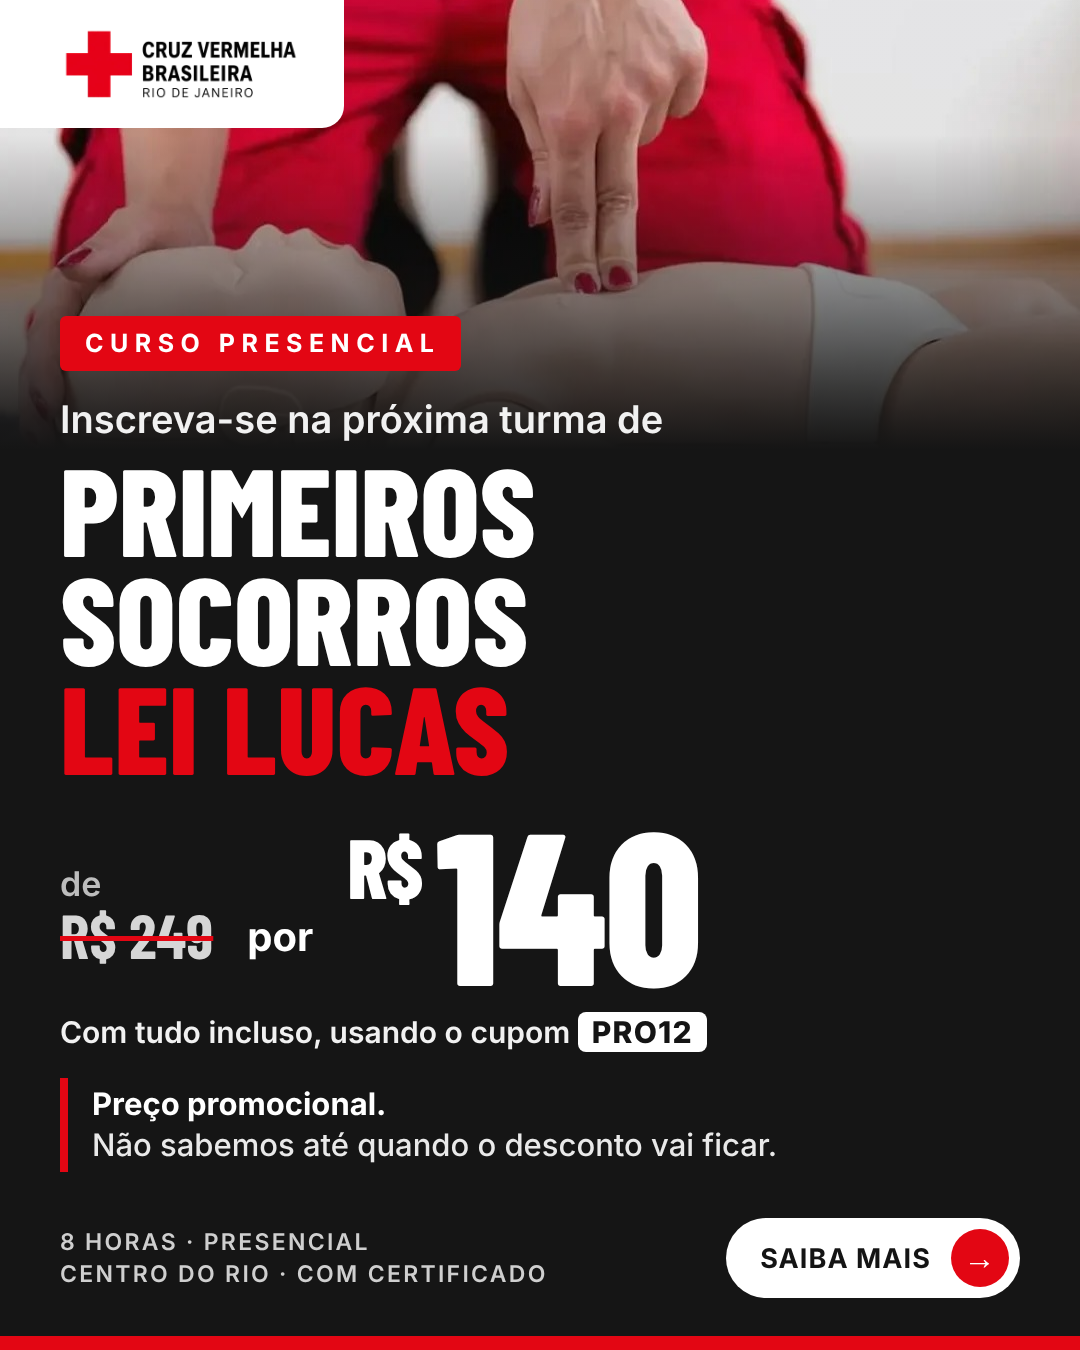 CRUZ VERMELHA
BRASILEIRA
RIO DE JANEIRO
CURSO PRESENCIAL
Inscreva-se na próxima turma de
PRIMEIROS
SOCORROS
LEI LUCAS
de
R$ 249 por R$ 140
Com tudo incluso, usando o cupom PRO12
Preço promocional.
Não sabemos até quando o desconto vai ficar.
8 HORAS · PRESENCIAL
CENTRO DO RIO · COM CERTIFICADO
SAIBA MAIS →